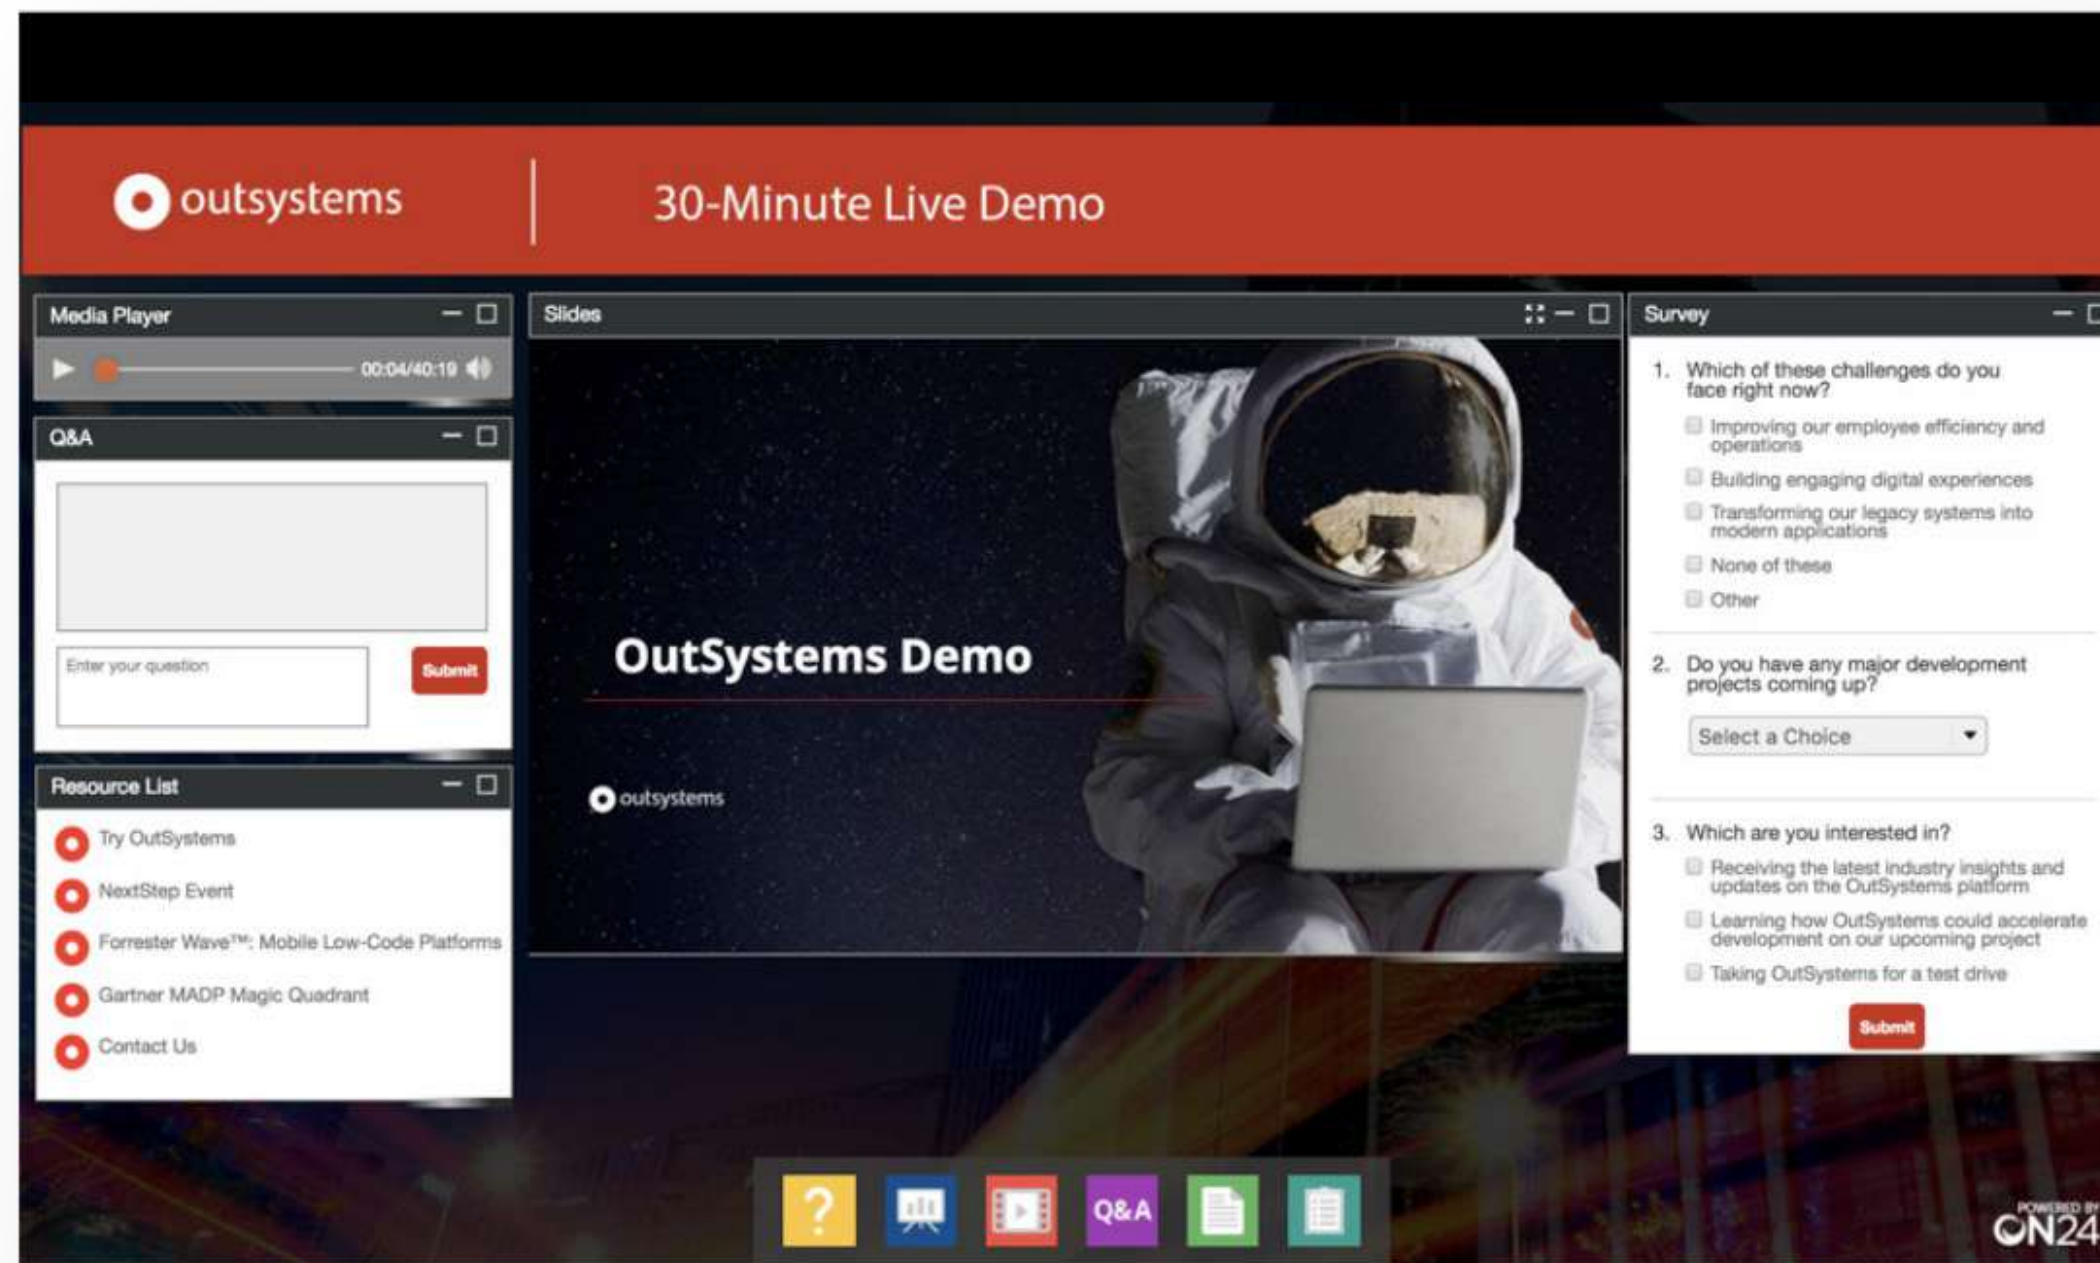 outsystems
30-Minute Live Demo
Media Player
00:04/40:19
Q&A
Enter your question
Submit
Resource List
Try OutSystems
NextStep Event
Forrester Wave™: Mobile Low-Code Platforms
Gartner MADP Magic Quadrant
Contact Us
Slides
OutSystems Demo
outsystems
Survey
1. Which of these challenges do you
face right now?
Improving our employee efficiency and
operations
Building engaging digital experiences
Transforming our legacy systems into
modern applications
None of these
Other
2. Do you have any major development
projects coming up?
Select a Choice
3. Which are you interested in?
Receiving the latest industry insights and
updates on the OutSystems platform
Learning how OutSystems could accelerate
development on our upcoming project
Taking OutSystems for a test drive
Submit
?
Q&A
POWERED BY
ON24